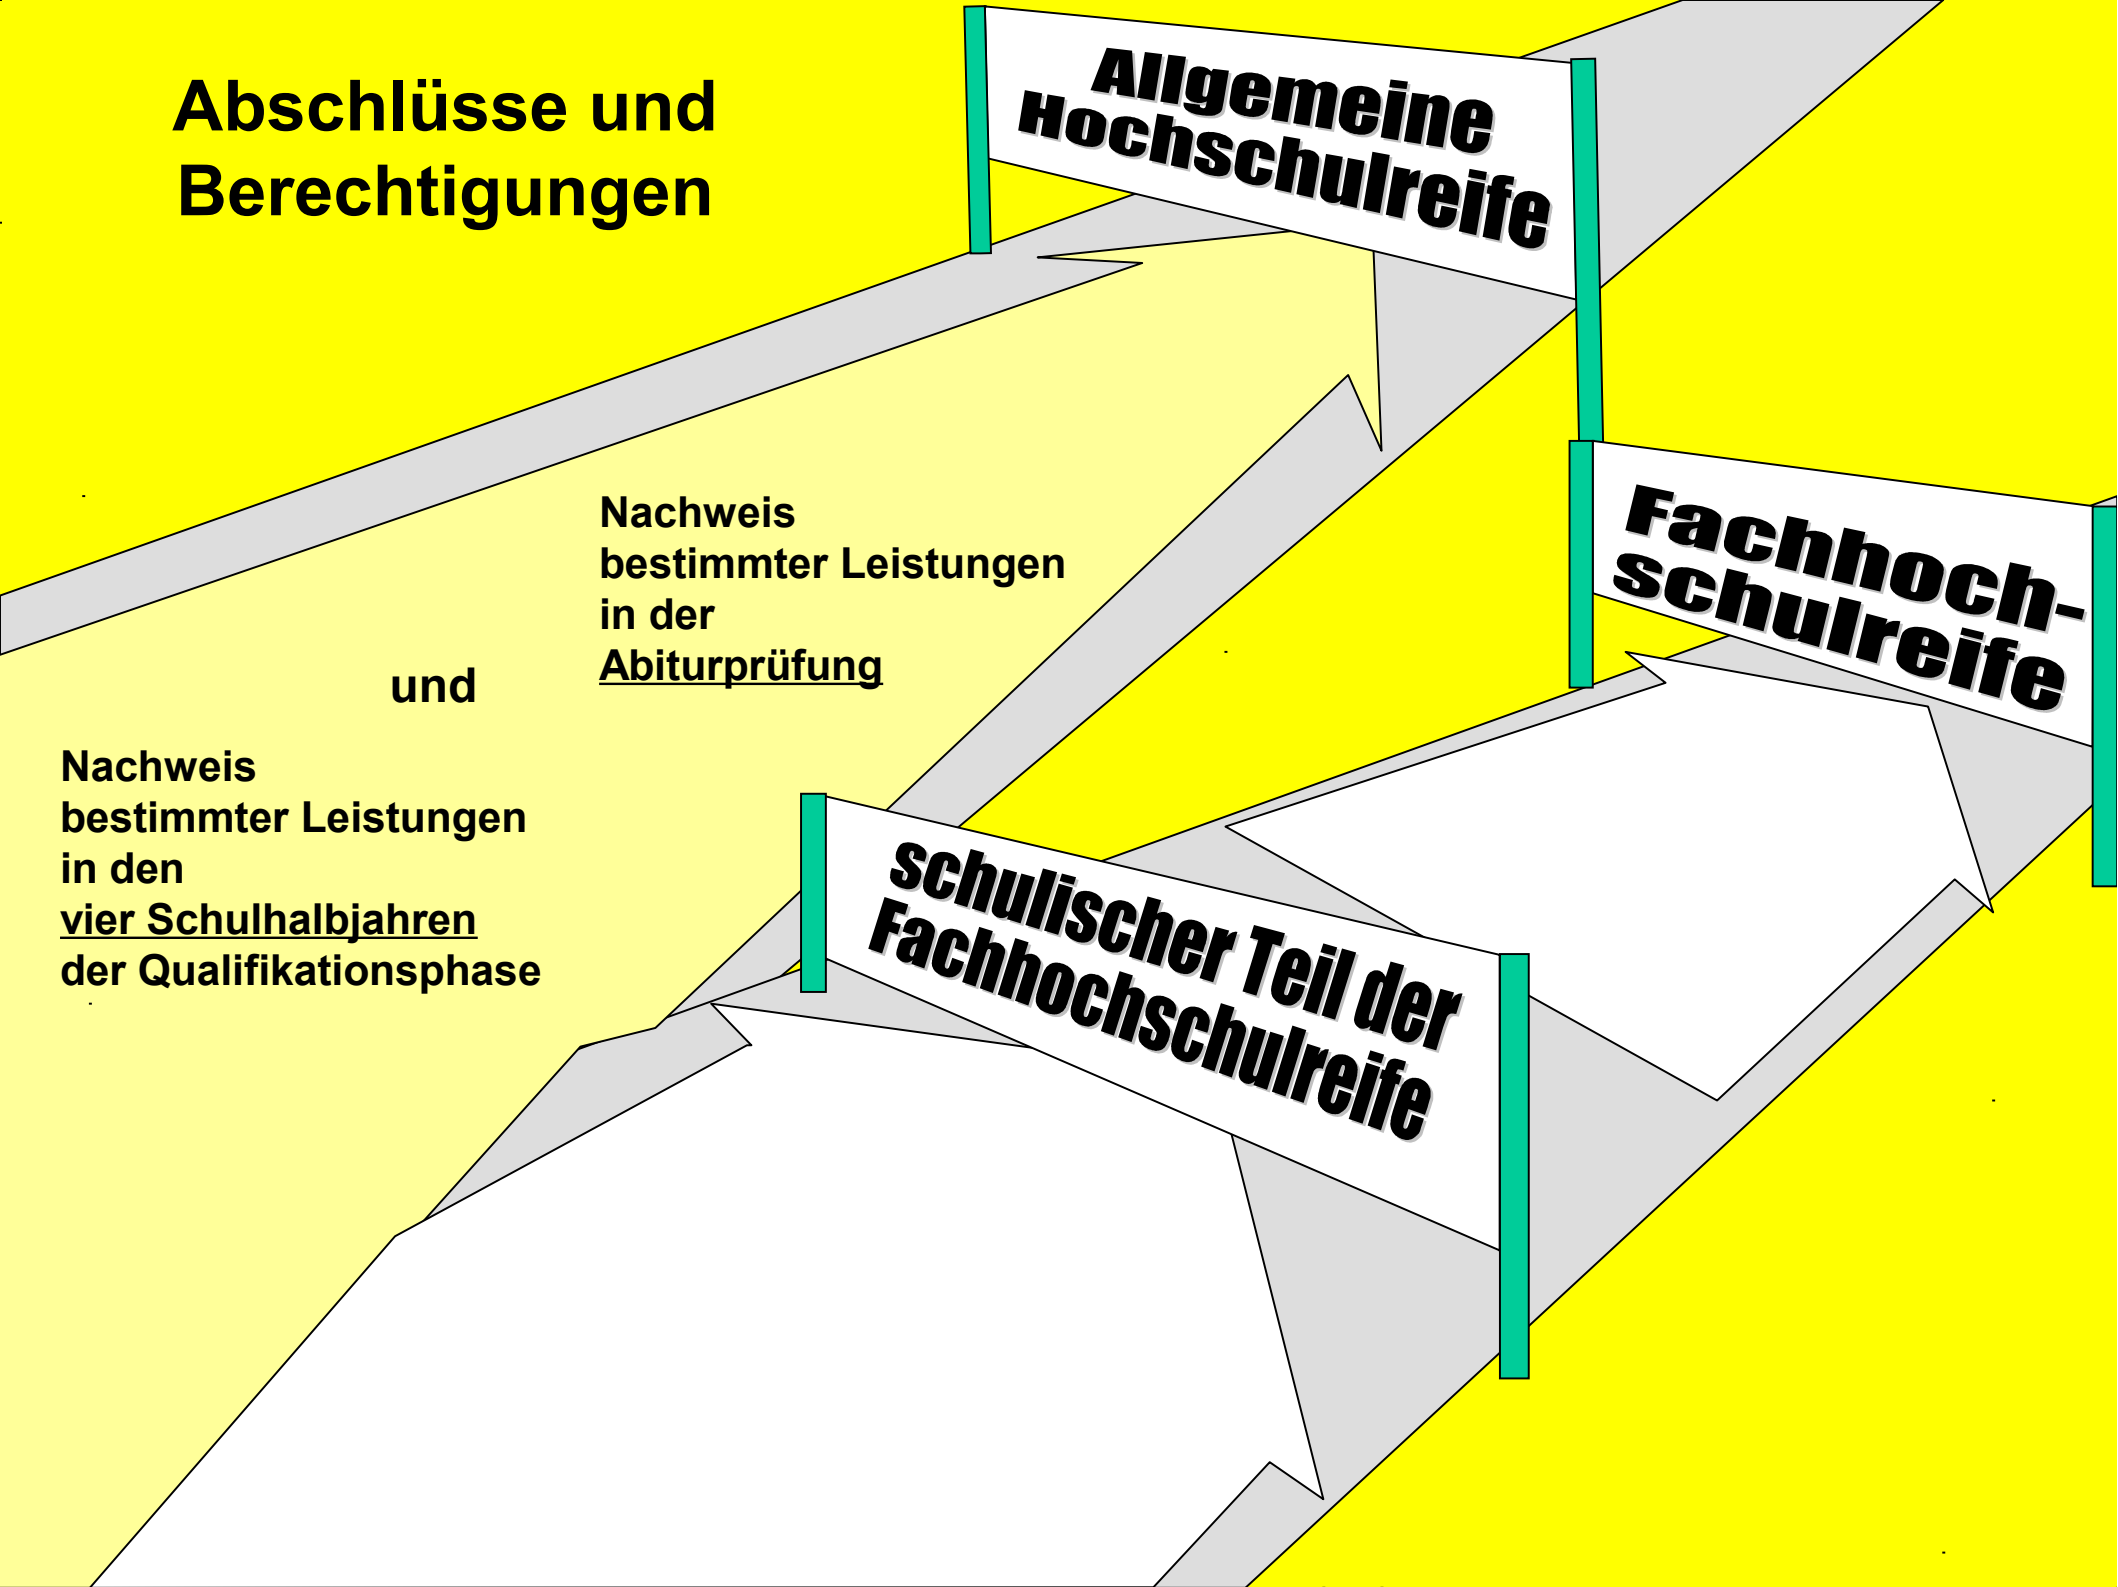 Abschlüsse und
Berechtigungen
Allgemeine
Hochschulreife
Fachhoch-
schulreife
Nachweis
bestimmter Leistungen
in der
Abiturprüfung
und
Nachweis
bestimmter Leistungen
in den
vier Schulhalbjahren
der Qualifikationsphase
schulischer Teil der
Fachhochschulreife